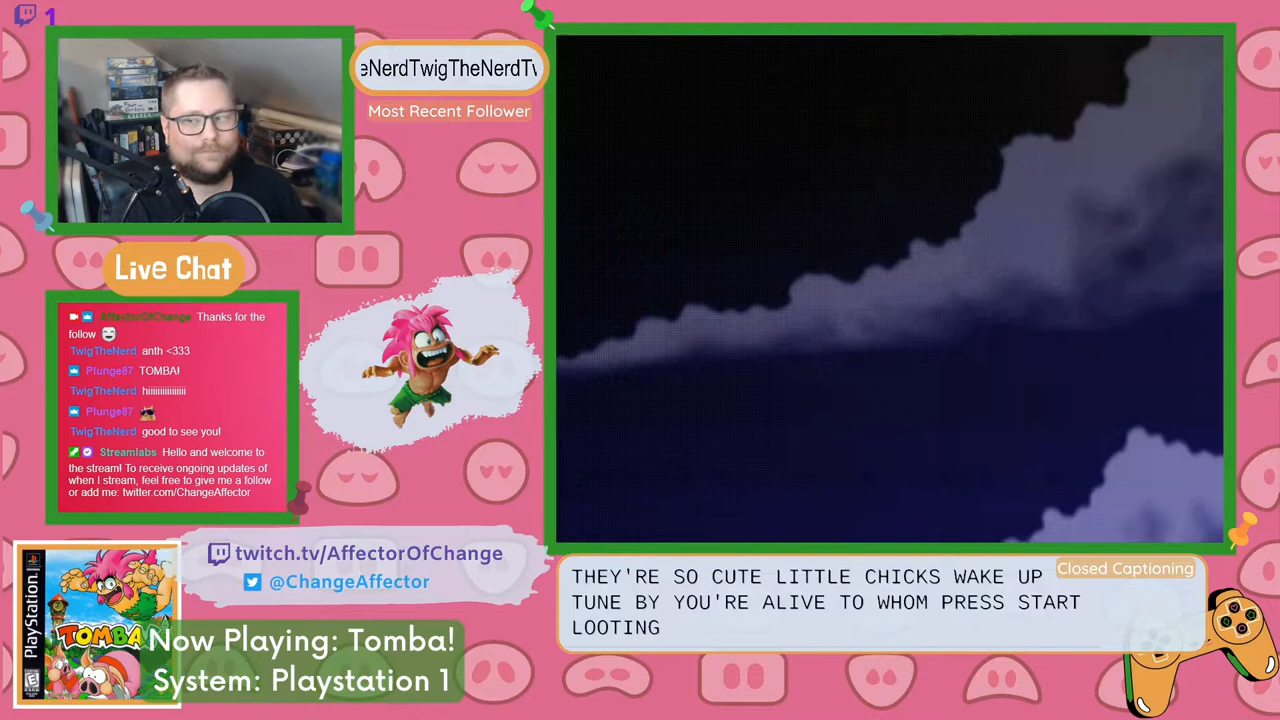 1
eNerdTwigTheNerdTv
Most Recent Follower
Live Chat
AffectorOfChange Thanks for the
follow
TwigTheNerd anth <333
Plunge87 TOMBA!
TwigTheNerd hiiiiiiiiiiiiiiii
Plunge87
TwigTheNerd good to see you!
Streamlabs Hello and welcome to
the stream! To receive ongoing updates of
when I stream, feel free to give me a follow
or add me: twitter.com/ChangeAffector
twitch.tv/AffectorOfChange
@ChangeAffector
PlayStation
TOMBA
Now Playing: Tomba!
System: Playstation 1
Closed Captioning
THEY'RE SO CUTE LITTLE CHICKS WAKE UP
TUNE BY YOU'RE ALIVE TO WHOM PRESS START
LOOTING